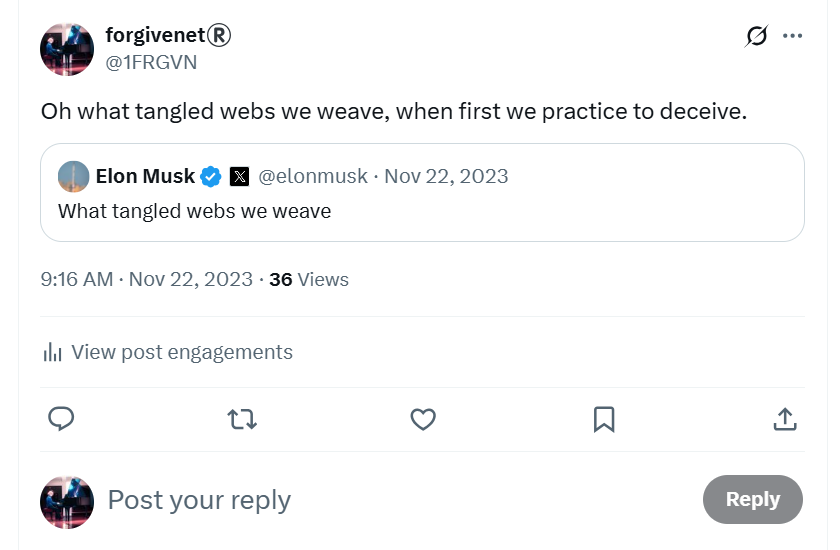 forgivenet®
@1FRGVN
Oh what tangled webs we weave, when first we practice to deceive.
Elon Musk @elonmusk · Nov 22, 2023
What tangled webs we weave
9:16 AM · Nov 22, 2023 · 36 Views
View post engagements
Post your reply
Reply